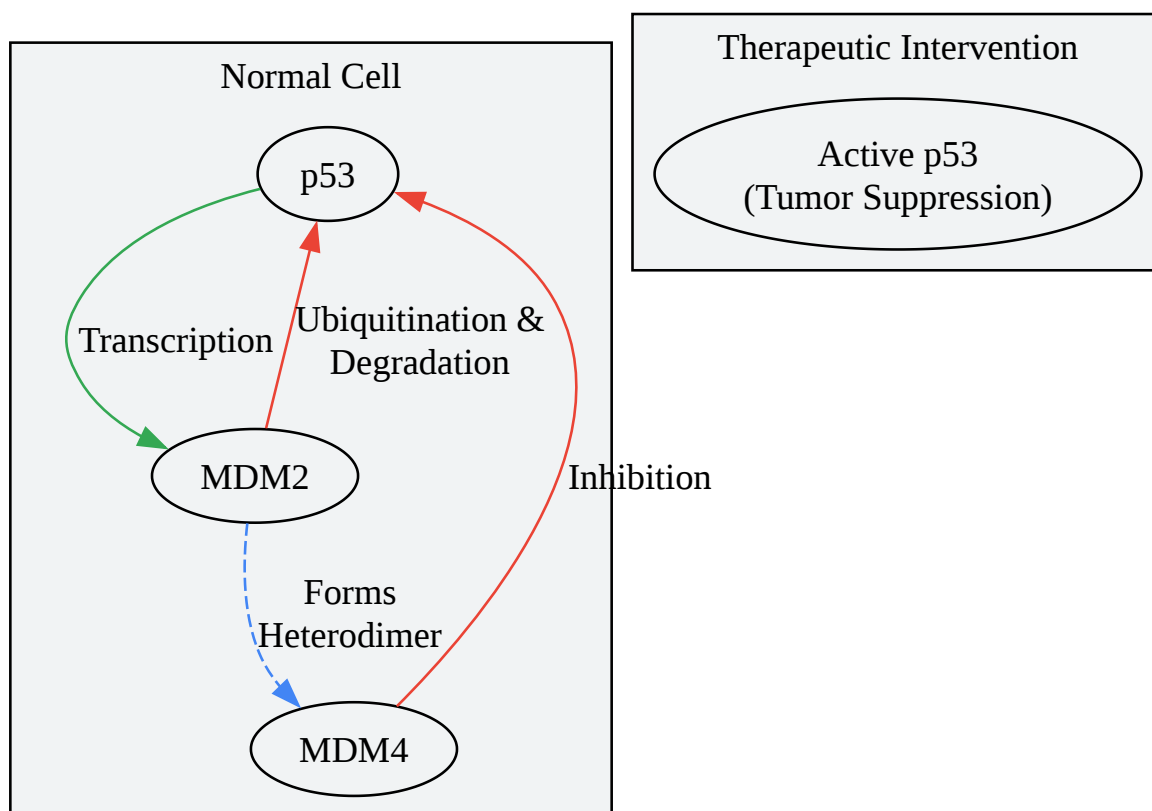 Normal Cell
p53
Transcription
Ubiquitination &
Degradation
MDM2
Inhibition
Forms
Heterodimer
MDM4
Therapeutic Intervention
Active p53
(Tumor Suppression)